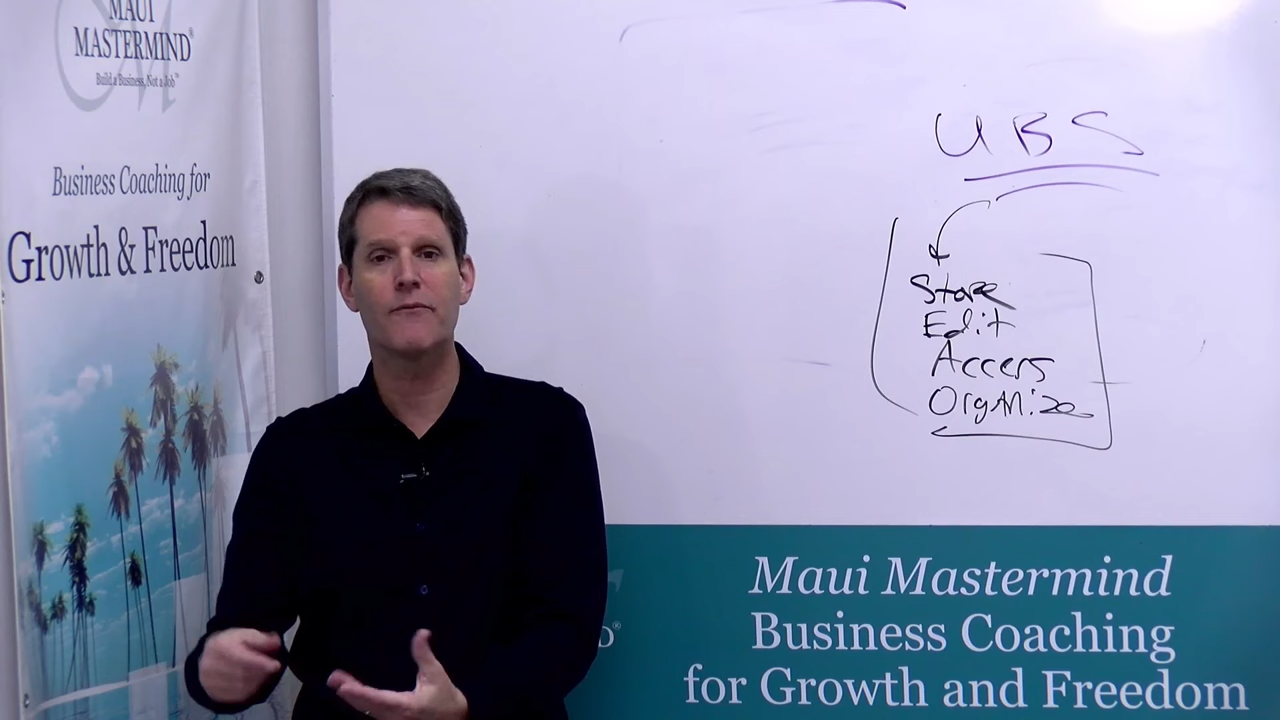 MAUI
MASTERMIND®
Build a Business, Not a Job™
Business Coaching for
Growth & Freedom
UBS
Store
Edit
Access
Organize
Maui Mastermind
Business Coaching
for Growth and Freedom